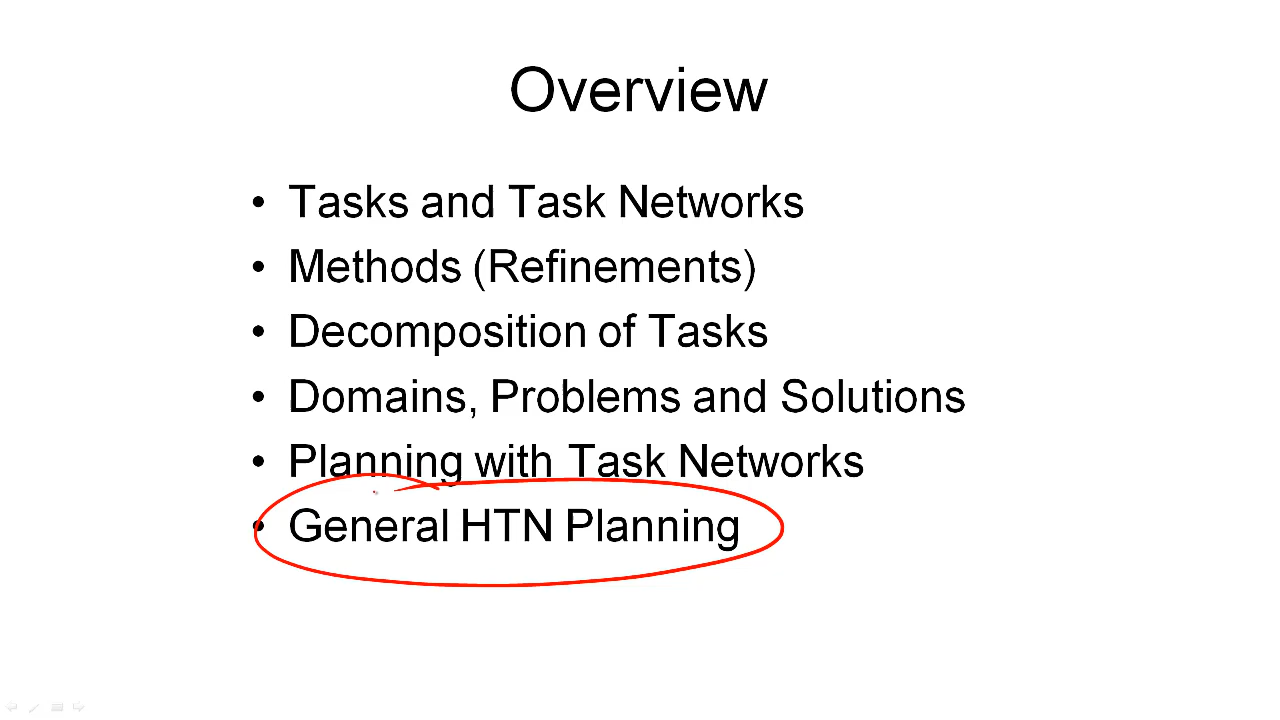 Overview
• Tasks and Task Networks
• Methods (Refinements)
• Decomposition of Tasks
• Domains, Problems and Solutions
• Planning with Task Networks
• General HTN Planning